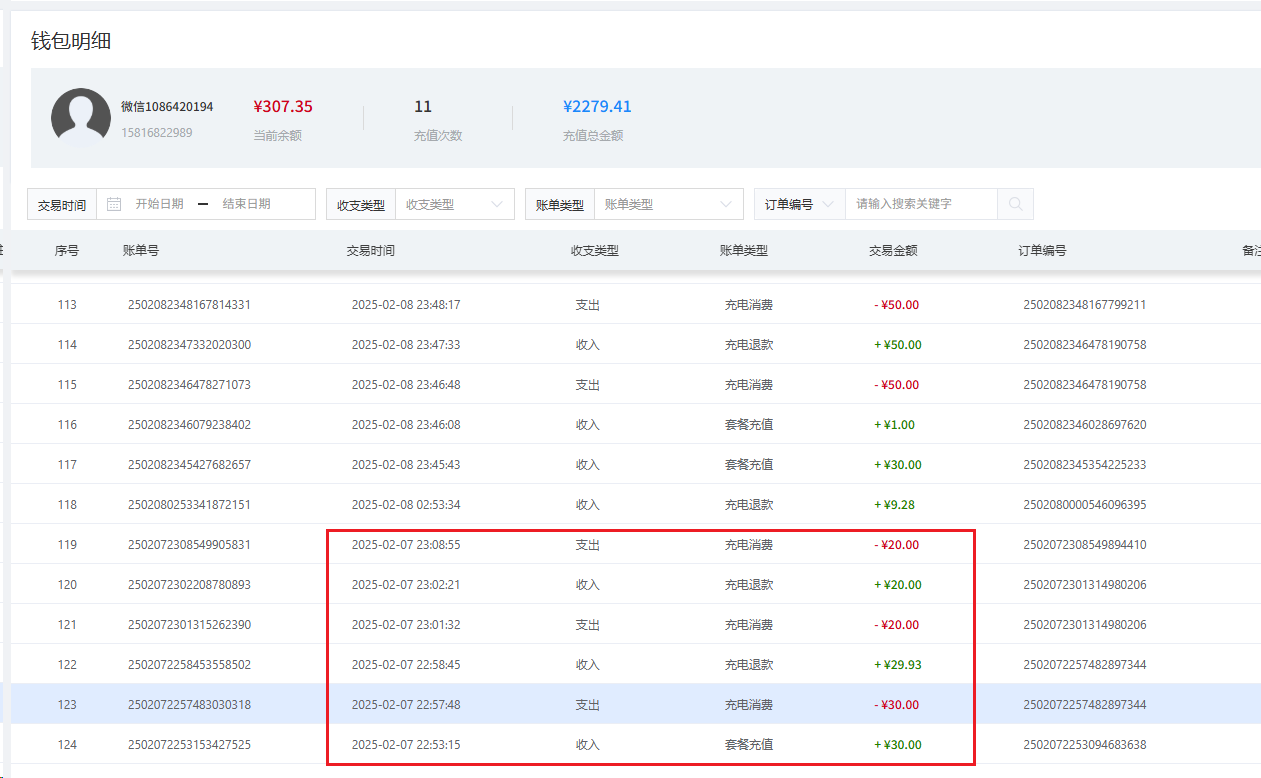 钱包明细
微信1086420194 ¥307.35 11 ¥2279.41
15816822989 当前余额 充值次数 充值总金额
交易时间 开始日期 — 结束日期 收支类型 收支类型 账单类型 账单类型 订单编号 请输入搜索关键字
序号 账单号 交易时间 收支类型 账单类型 交易金额 订单编号 备注
113 2502082348167814331 2025-02-08 23:48:17 支出 充电消费 - ¥50.00 2502082348167799211
114 2502082347332020300 2025-02-08 23:47:33 收入 充电退款 + ¥50.00 2502082346478190758
115 2502082346478271073 2025-02-08 23:46:48 支出 充电消费 - ¥50.00 2502082346478190758
116 2502082346079238402 2025-02-08 23:46:08 收入 套餐充值 + ¥1.00 2502082346028697620
117 2502082345427682657 2025-02-08 23:45:43 收入 套餐充值 + ¥30.00 2502082345354225233
118 2502080253341872151 2025-02-08 02:53:34 收入 充电退款 + ¥9.28 2502080000546096395
119 2502072308549905831 2025-02-07 23:08:55 支出 充电消费 - ¥20.00 2502072308549894410
120 2502072302208780893 2025-02-07 23:02:21 收入 充电退款 + ¥20.00 2502072301314980206
121 2502072301315262390 2025-02-07 23:01:32 支出 充电消费 - ¥20.00 2502072301314980206
122 2502072258453558502 2025-02-07 22:58:45 收入 充电退款 + ¥29.93 2502072257482897344
123 2502072257483030318 2025-02-07 22:57:48 支出 充电消费 - ¥30.00 2502072257482897344
124 2502072253153427525 2025-02-07 22:53:15 收入 套餐充值 + ¥30.00 2502072253094683638